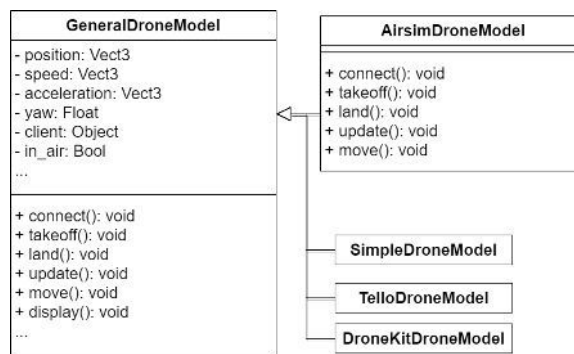 GeneralDroneModel
- position: Vect3
- speed: Vect3
- acceleration: Vect3
- yaw: Float
- client: Object
- in_air: Bool
...
+ connect(): void
+ takeoff(): void
+ land(): void
+ update(): void
+ move(): void
+ display(): void
...
AirsimDroneModel
+ connect(): void
+ takeoff(): void
+ land(): void
+ update(): void
+ move(): void
SimpleDroneModel
TelloDroneModel
DroneKitDroneModel